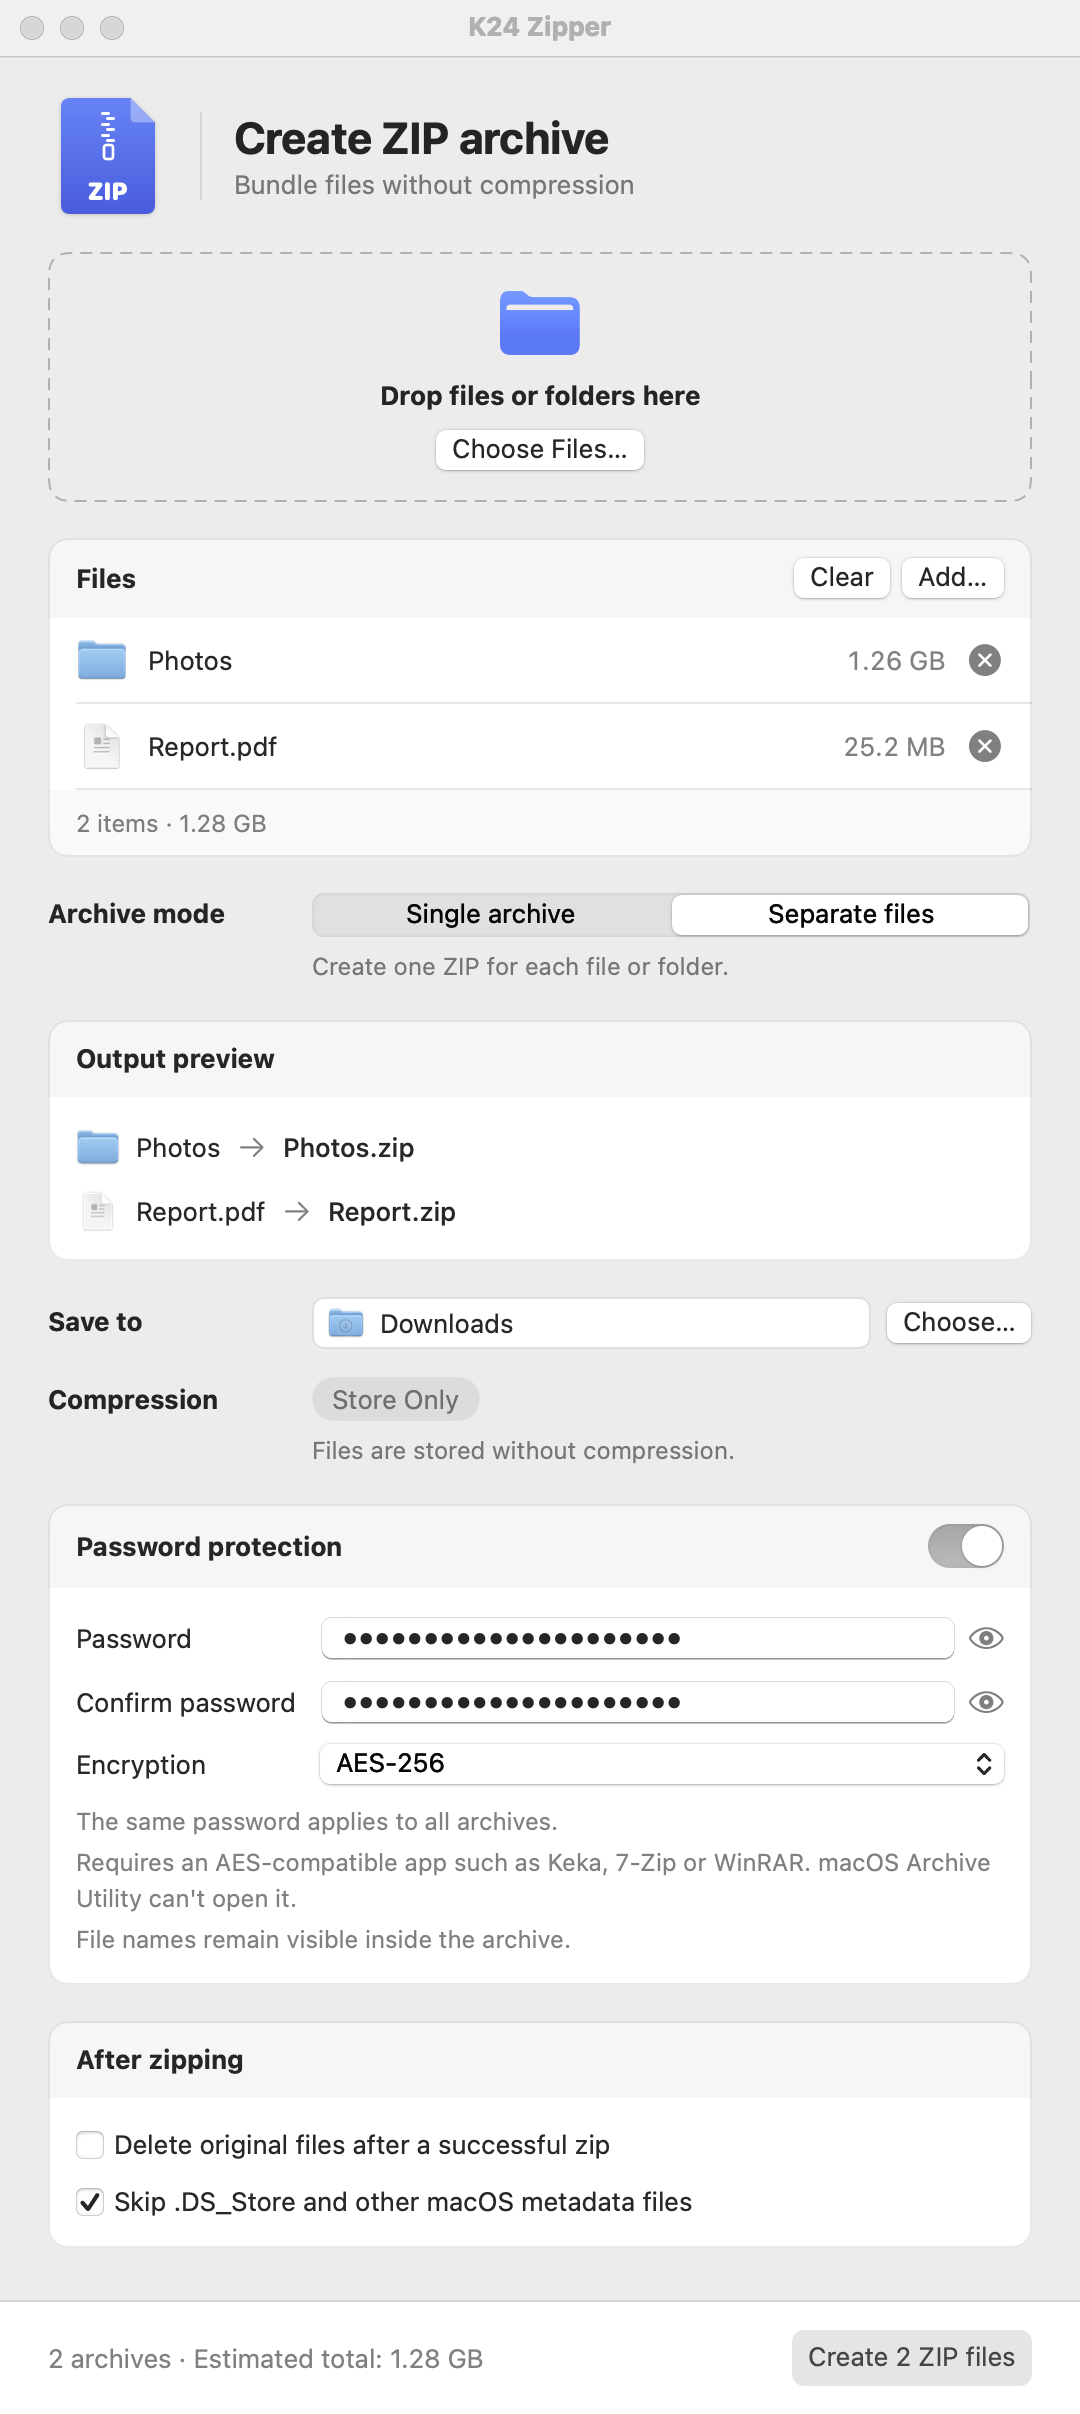 K24 Zipper
ZIP
Create ZIP archive
Bundle files without compression
Drop files or folders here
Choose Files...
Files
Clear
Add...
Photos
1.26 GB
Report.pdf
25.2 MB
2 items · 1.28 GB
Archive mode
Single archive
Separate files
Create one ZIP for each file or folder.
Output preview
Photos → Photos.zip
Report.pdf → Report.zip
Save to
Downloads
Choose...
Compression
Store Only
Files are stored without compression.
Password protection
Password
•••••••••••••••••••••
Confirm password
•••••••••••••••••••••
Encryption
AES-256
The same password applies to all archives.
Requires an AES-compatible app such as Keka, 7-Zip or WinRAR. macOS Archive
Utility can't open it.
File names remain visible inside the archive.
After zipping
Delete original files after a successful zip
Skip .DS_Store and other macOS metadata files
2 archives · Estimated total: 1.28 GB
Create 2 ZIP files